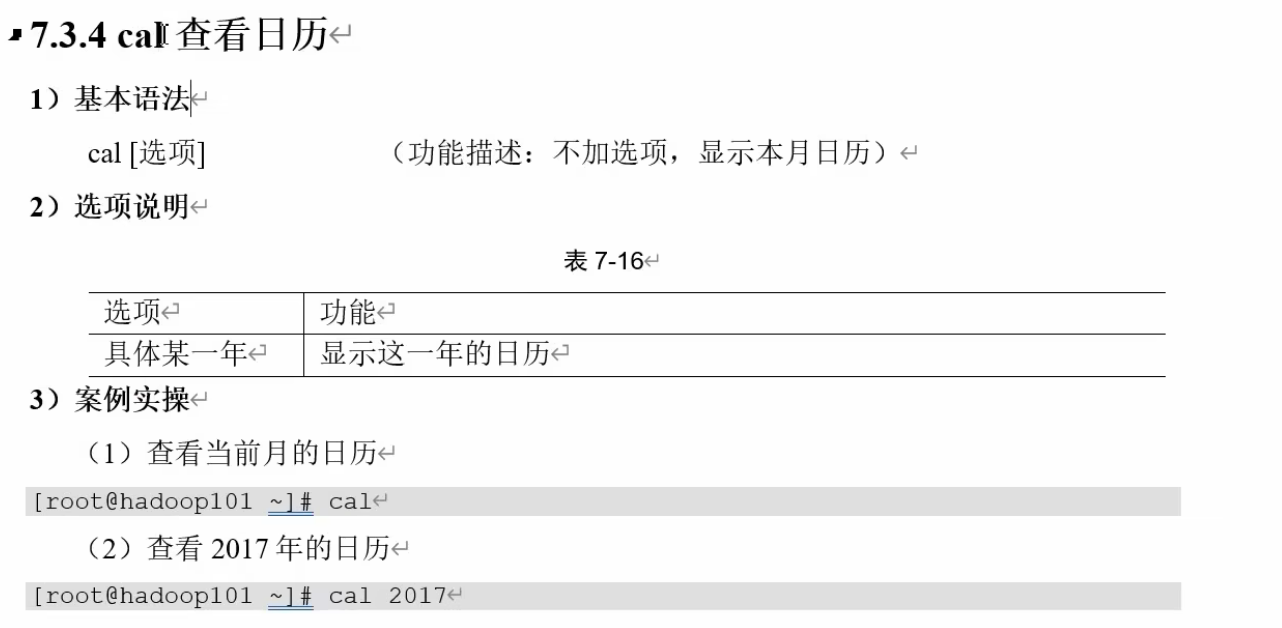 7.3.4 cal 查看日历
1）基本语法
cal [选项] （功能描述：不加选项，显示本月日历）
2）选项说明
表 7-16
选项 功能
具体某一年 显示这一年的日历
3）案例实操
（1）查看当前月的日历
[root@hadoop101 ~]# cal
（2）查看 2017 年的日历
[root@hadoop101 ~]# cal 2017